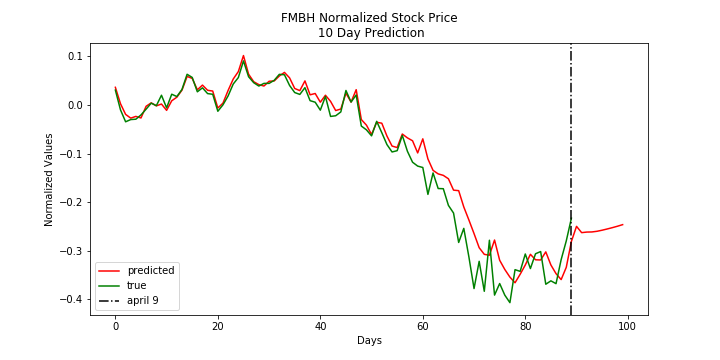 FMBH Normalized Stock Price
10 Day Prediction
Normalized Values
0.1
0.0
−0.1
−0.2
−0.3
−0.4
predicted
true
april 9
0 20 40 60 80 100
Days